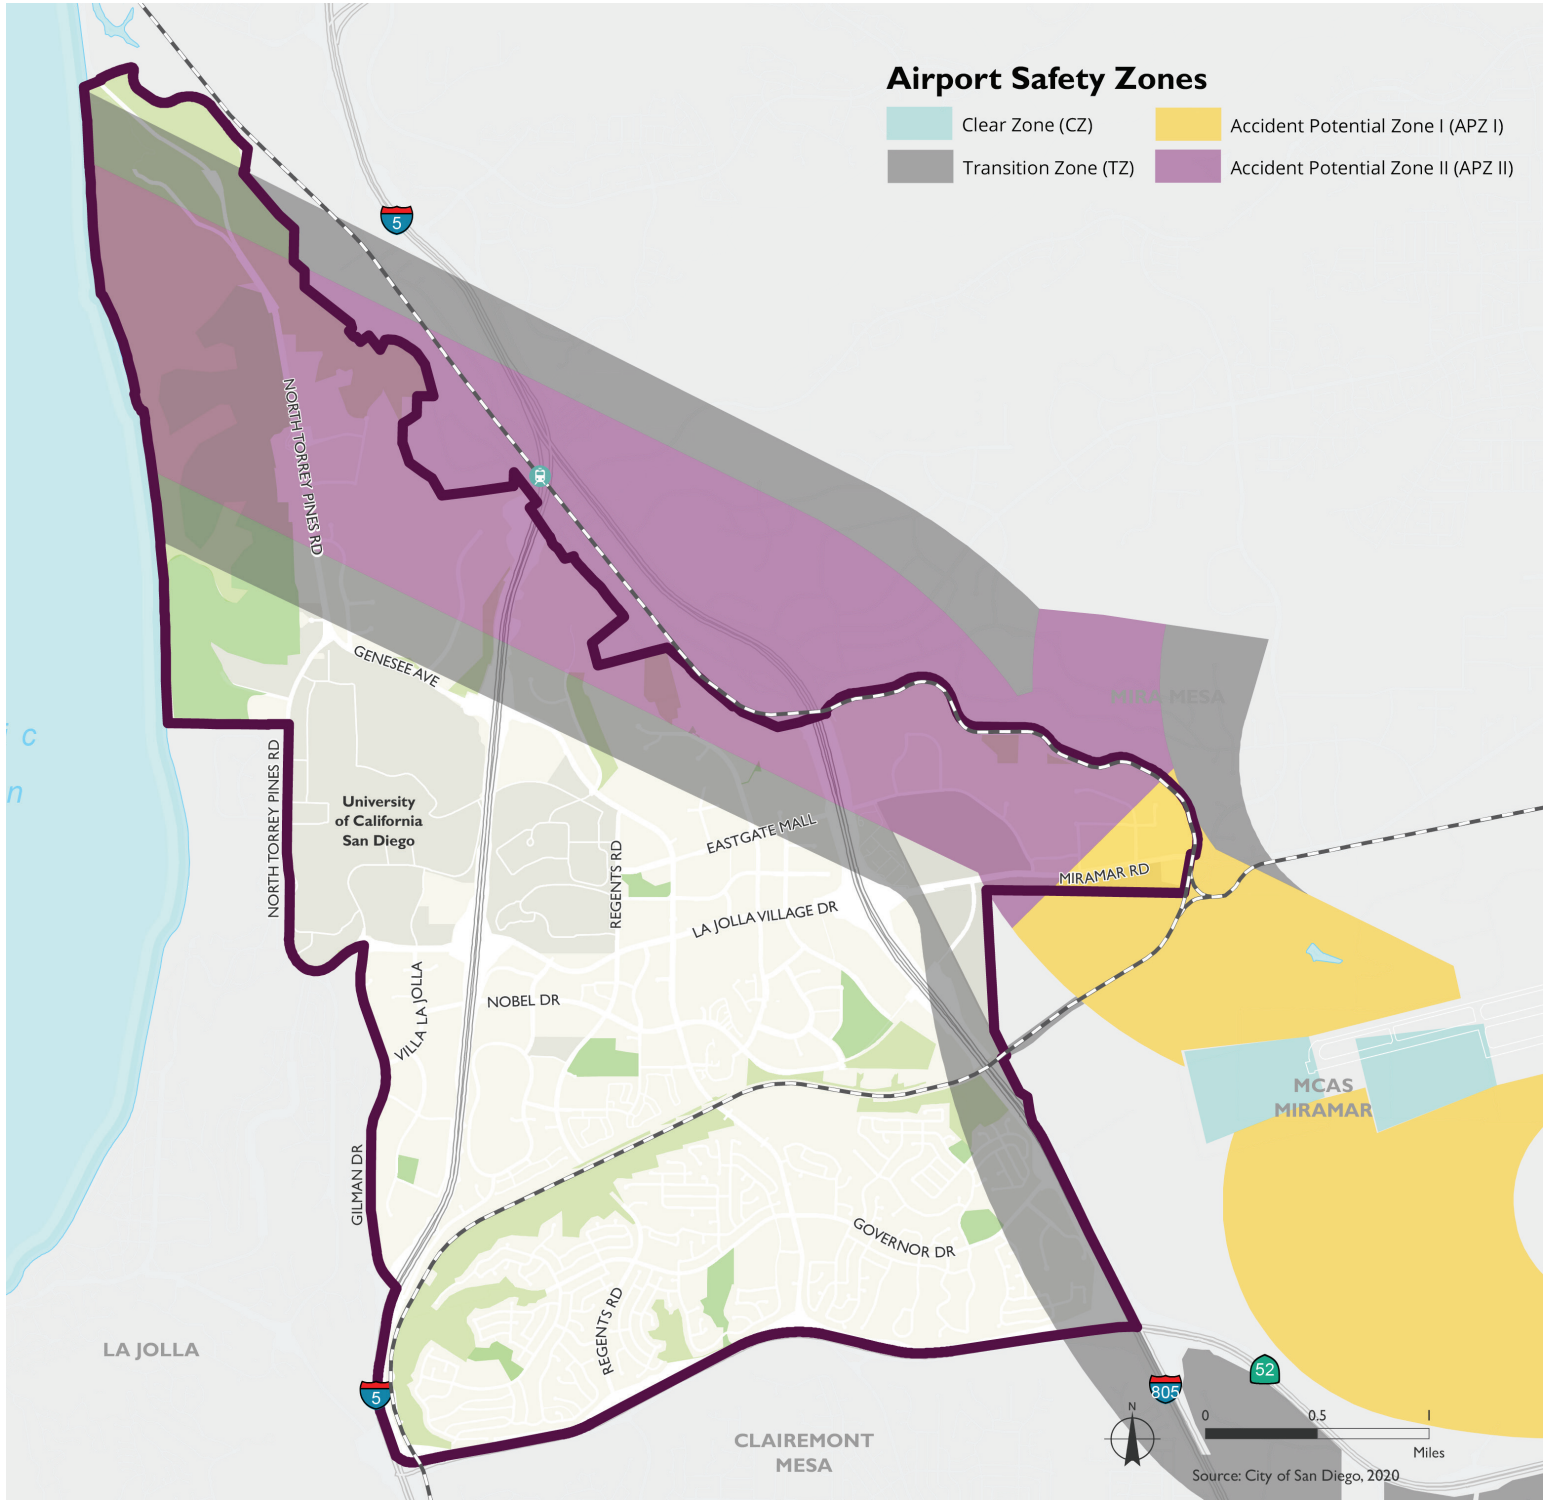 Airport Safety Zones
Clear Zone (CZ)
Accident Potential Zone I (APZ I)
Transition Zone (TZ)
Accident Potential Zone II (APZ II)
5
NORTH TORREY PINES RD
GENESEE AVE
MIRA MESA
i c
n
NORTH TORREY PINES RD
University
of California
San Diego
EASTGATE MALL
REGENTS RD
MIRAMAR RD
LA JOLLA VILLAGE DR
VILLA LA JOLLA
NOBEL DR
MCAS
MIRAMAR
GILMAN DR
GOVERNOR DR
REGENTS RD
LA JOLLA
5
805
52
CLAIREMONT
MESA
N
0
0.5
1
Miles
Source: City of San Diego, 2020